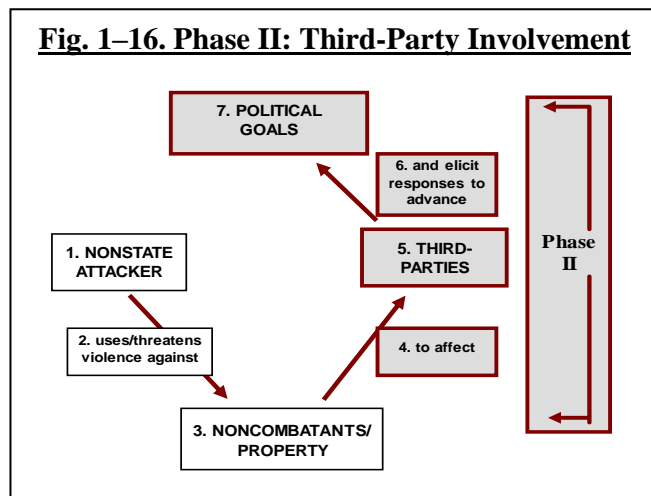 Fig. 1–16. Phase II: Third-Party Involvement
7. POLITICAL
GOALS
6. and elicit
responses to
advance
1. NONSTATE
ATTACKER
5. THIRD-
PARTIES
Phase
II
2. uses/threatens
violence against
4. to affect
3. NONCOMBATANTS/
PROPERTY